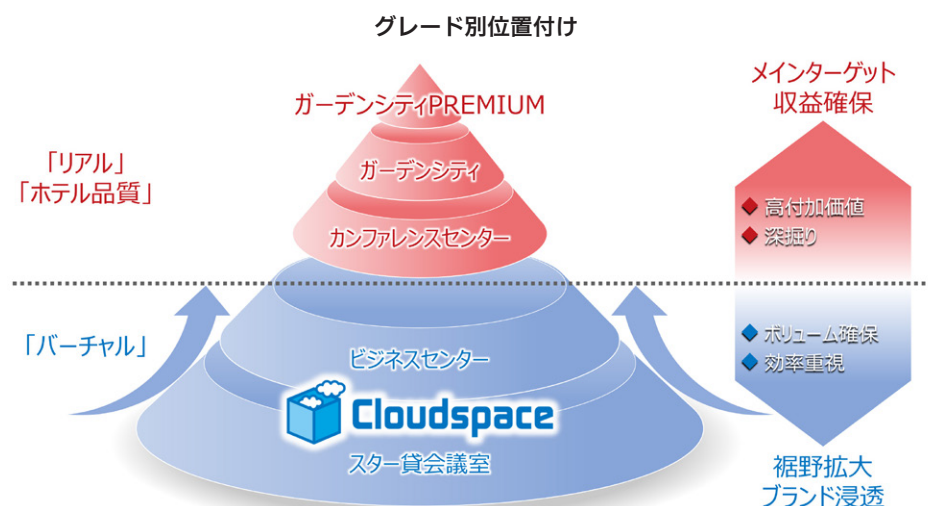 グレード別位置付け
メインターゲット
収益確保
ガーデンシティPREMIUM
「リアル」
「ホテル品質」
ガーデンシティ
カンファレンスセンター
◆ 高付加価値
◆ 深掘り
「バーチャル」
ビジネスセンター
Cloudspace
スター貸会議室
◆ ボリューム確保
◆ 効率重視
裾野拡大
ブランド浸透